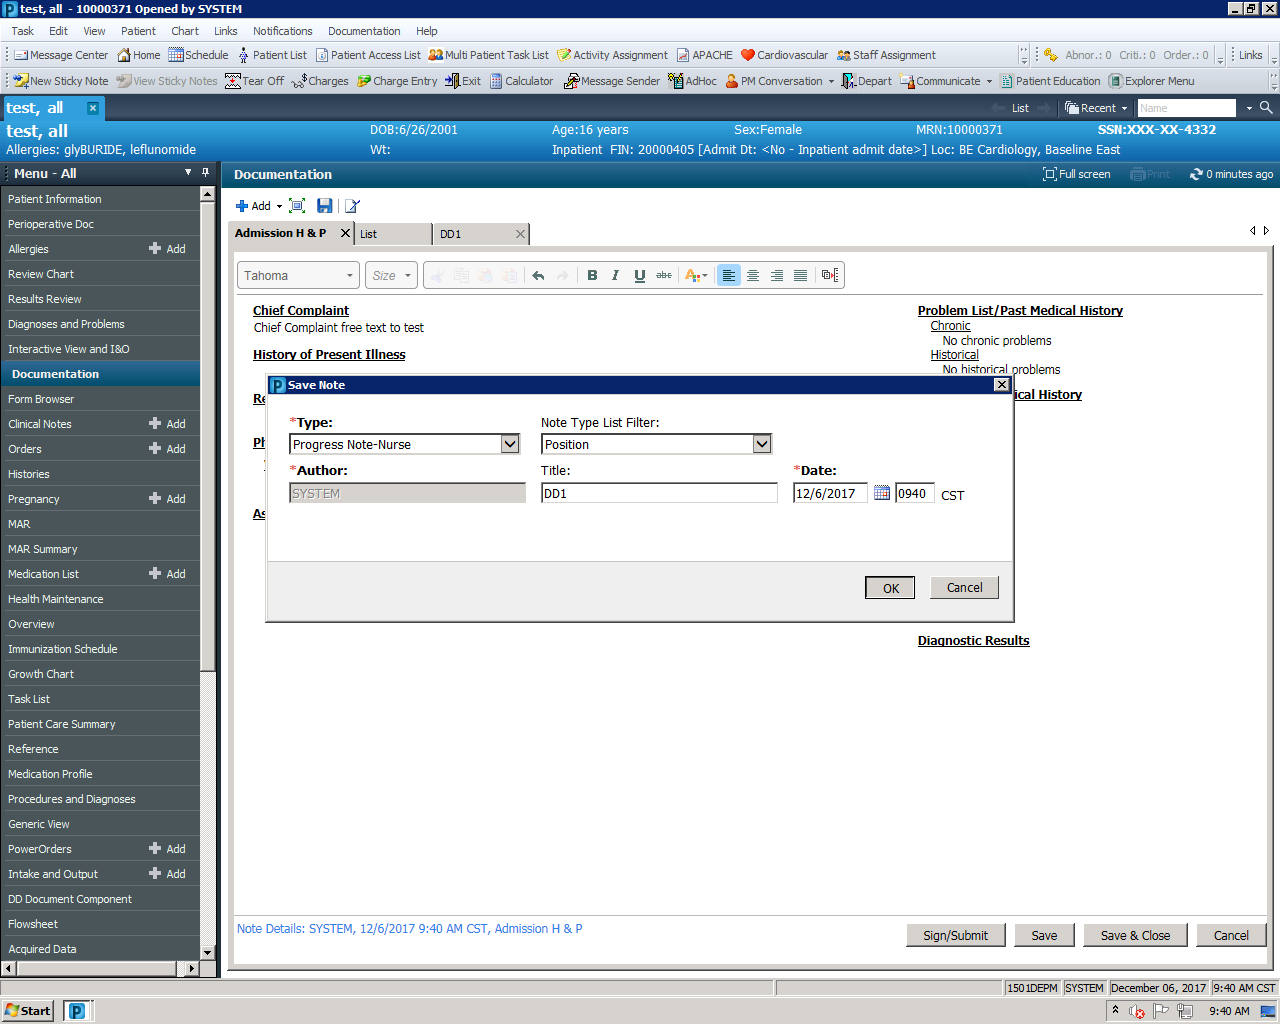 test, all - 10000371 Opened by SYSTEM
Task Edit View Patient Chart Links Notifications Documentation Help
Message Center Home Schedule Patient List Patient Access List Multi Patient Task List Activity Assignment APACHE Cardiovascular Staff Assignment Abnor.: 0 Criti.: 0 Order.: 0 Links
New Sticky Note View Sticky Notes Tear Off Charges Charge Entry Exit Calculator Message Sender AdHoc PM Conversation Depart Communicate Patient Education Explorer Menu
test, all List Recent Name
test, all DOB:6/26/2001 Age:16 years Sex:Female MRN:10000371 SSN:XXX-XX-4332
Allergies: glyBURIDE, leflunomide Wt: Inpatient FIN: 20000405 [Admit Dt: <No - Inpatient admit date>] Loc: BE Cardiology, Baseline East
Menu - All
Patient Information
Perioperative Doc
Allergies Add
Review Chart
Results Review
Diagnoses and Problems
Interactive View and I&O
Documentation
Form Browser
Clinical Notes Add
Orders Add
Histories
Pregnancy Add
MAR
MAR Summary
Medication List Add
Health Maintenance
Overview
Immunization Schedule
Growth Chart
Task List
Patient Care Summary
Reference
Medication Profile
Procedures and Diagnoses
Generic View
PowerOrders Add
Intake and Output Add
DD Document Component
Flowsheet
Acquired Data
Documentation Full screen Print 0 minutes ago
Add
Admission H & P List DD1
Tahoma Size B I U abc A
Chief Complaint
Chief Complaint free text to test
History of Present Illness
Re
Ph
As
Problem List/Past Medical History
Chronic
No chronic problems
Historical
No historical problems
ical History
Diagnostic Results
Save Note
*Type: Note Type List Filter:
Progress Note-Nurse Position
*Author: Title: *Date:
SYSTEM DD1 12/6/2017 0940 CST
OK Cancel
Note Details: SYSTEM, 12/6/2017 9:40 AM CST, Admission H & P
Sign/Submit Save Save & Close Cancel
1501DEPM SYSTEM December 06, 2017 9:40 AM CST
Start 9:40 AM